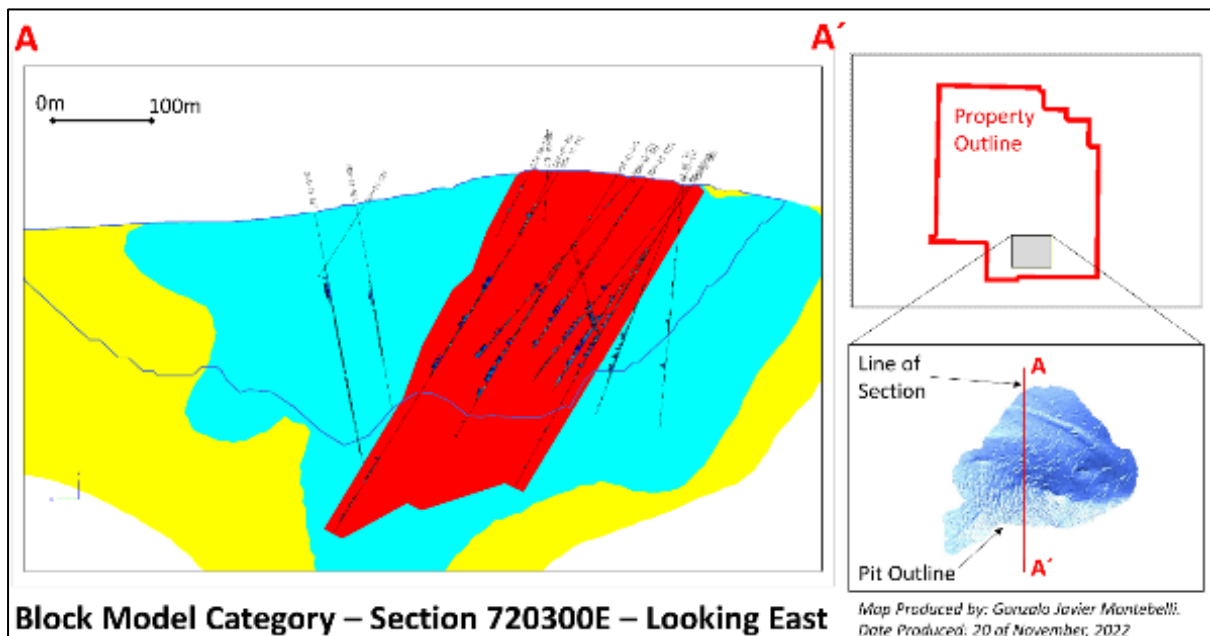 A
A´
0m 100m
Property
Outline
Line of
Section
A
Pit Outline
A´
Block Model Category – Section 720300E – Looking East
Map Produced by: Gonzalo Javier Montebelli.
Date Produced: 20 of November, 2022